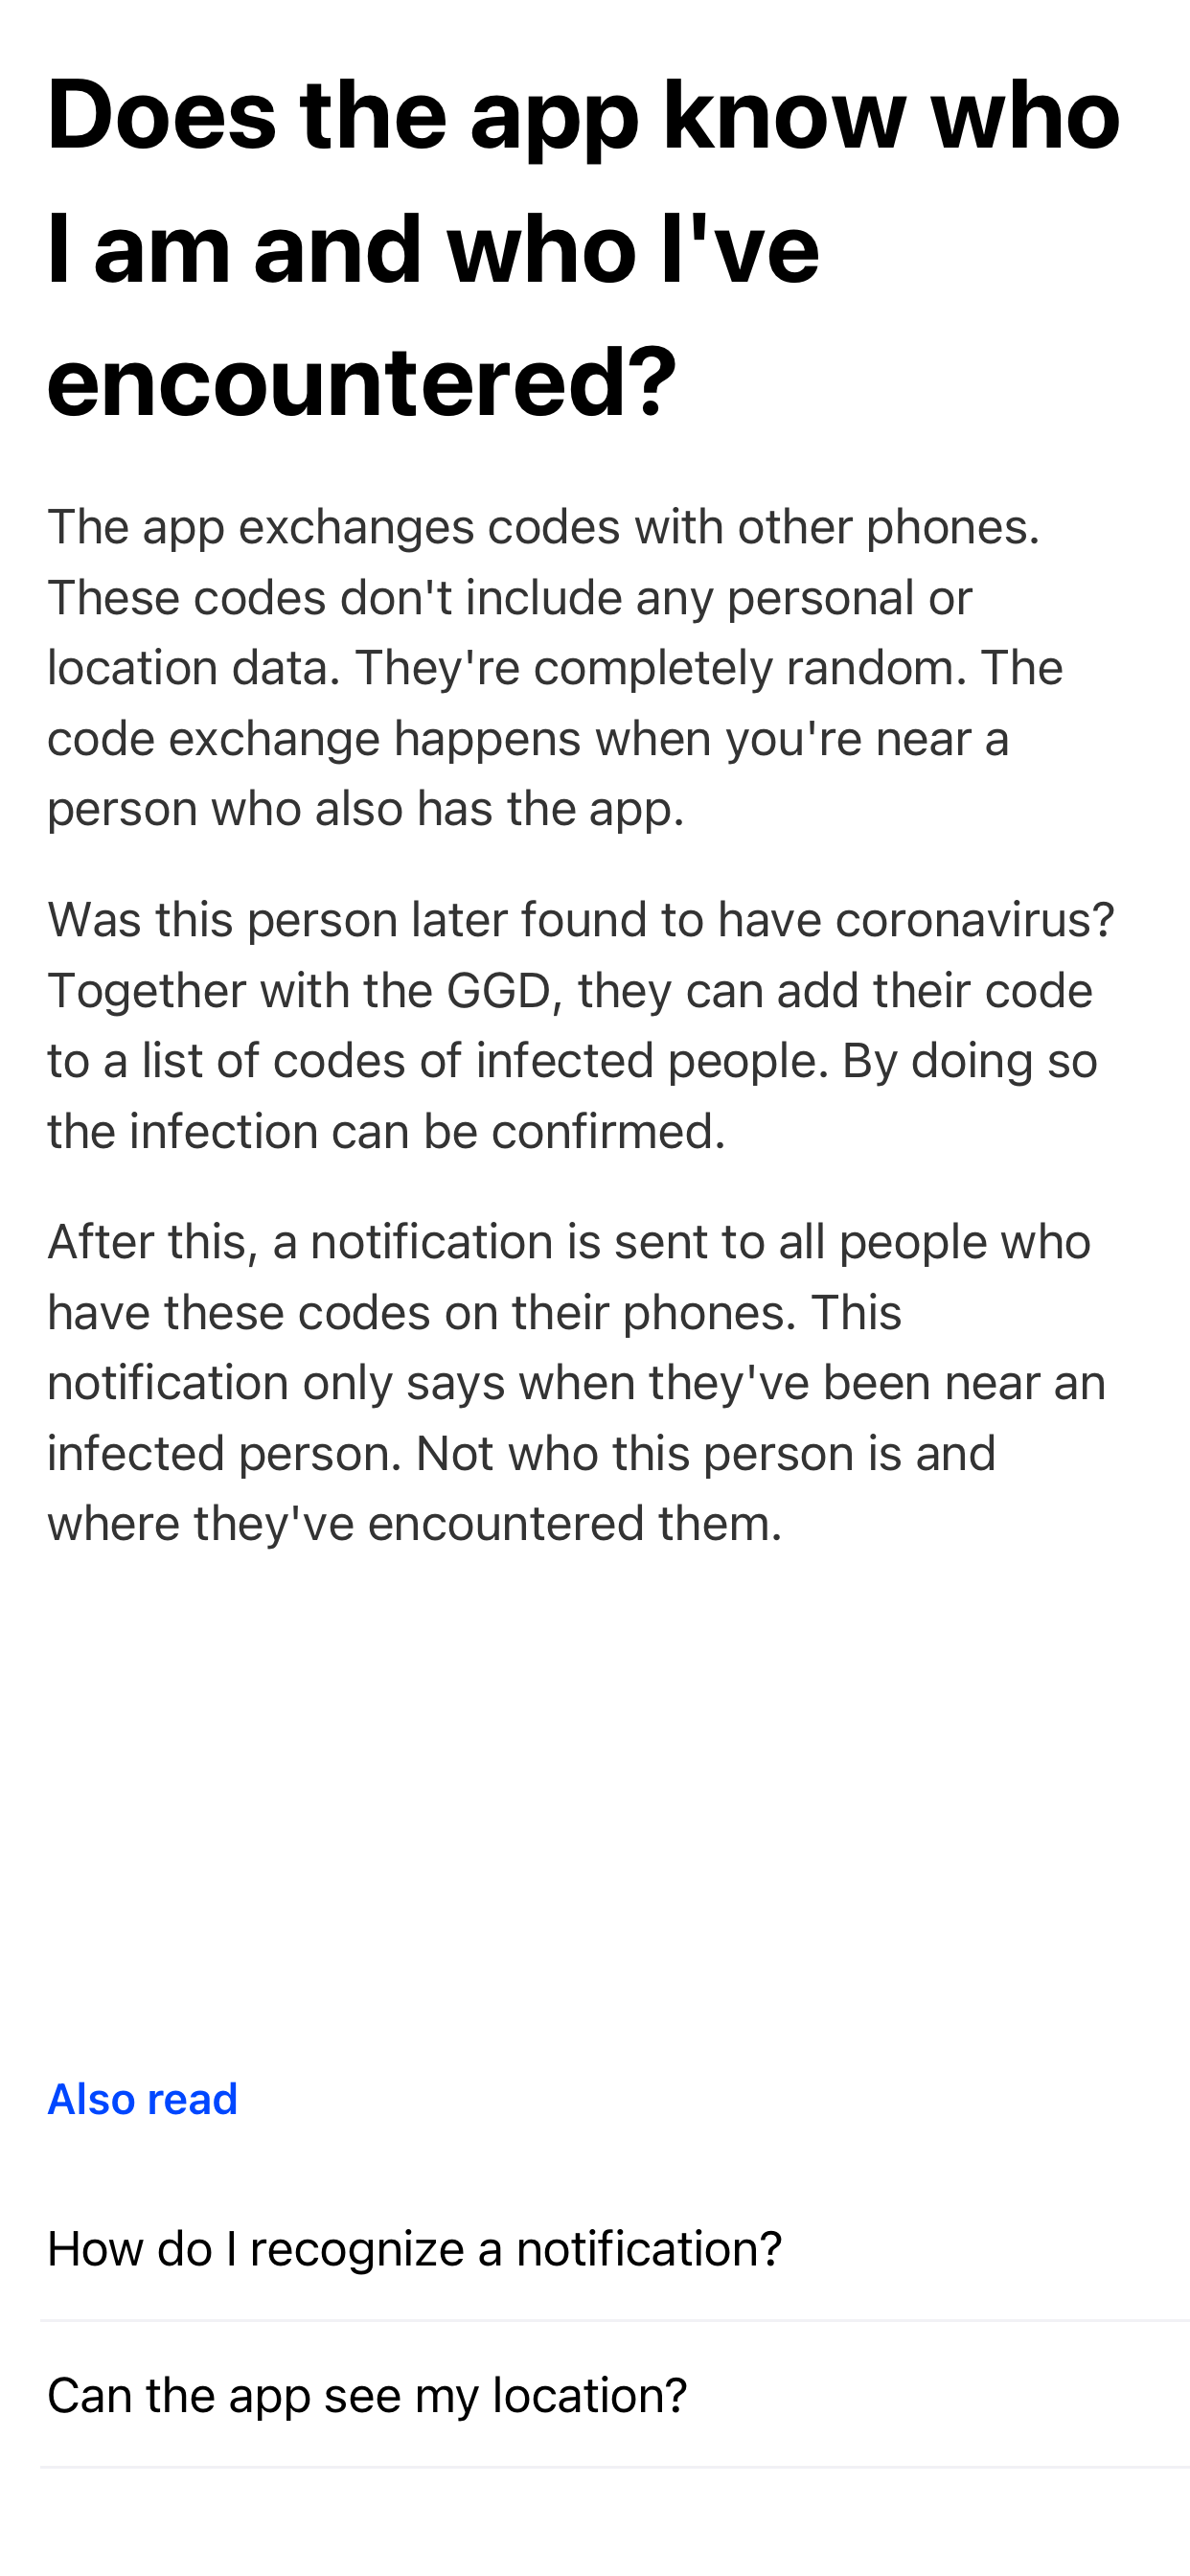 Does the app know who
I am and who I've
encountered?
The app exchanges codes with other phones.
These codes don't include any personal or
location data. They're completely random. The
code exchange happens when you're near a
person who also has the app.
Was this person later found to have coronavirus?
Together with the GGD, they can add their code
to a list of codes of infected people. By doing so
the infection can be confirmed.
After this, a notification is sent to all people who
have these codes on their phones. This
notification only says when they've been near an
infected person. Not who this person is and
where they've encountered them.
Also read
How do I recognize a notification?
Can the app see my location?